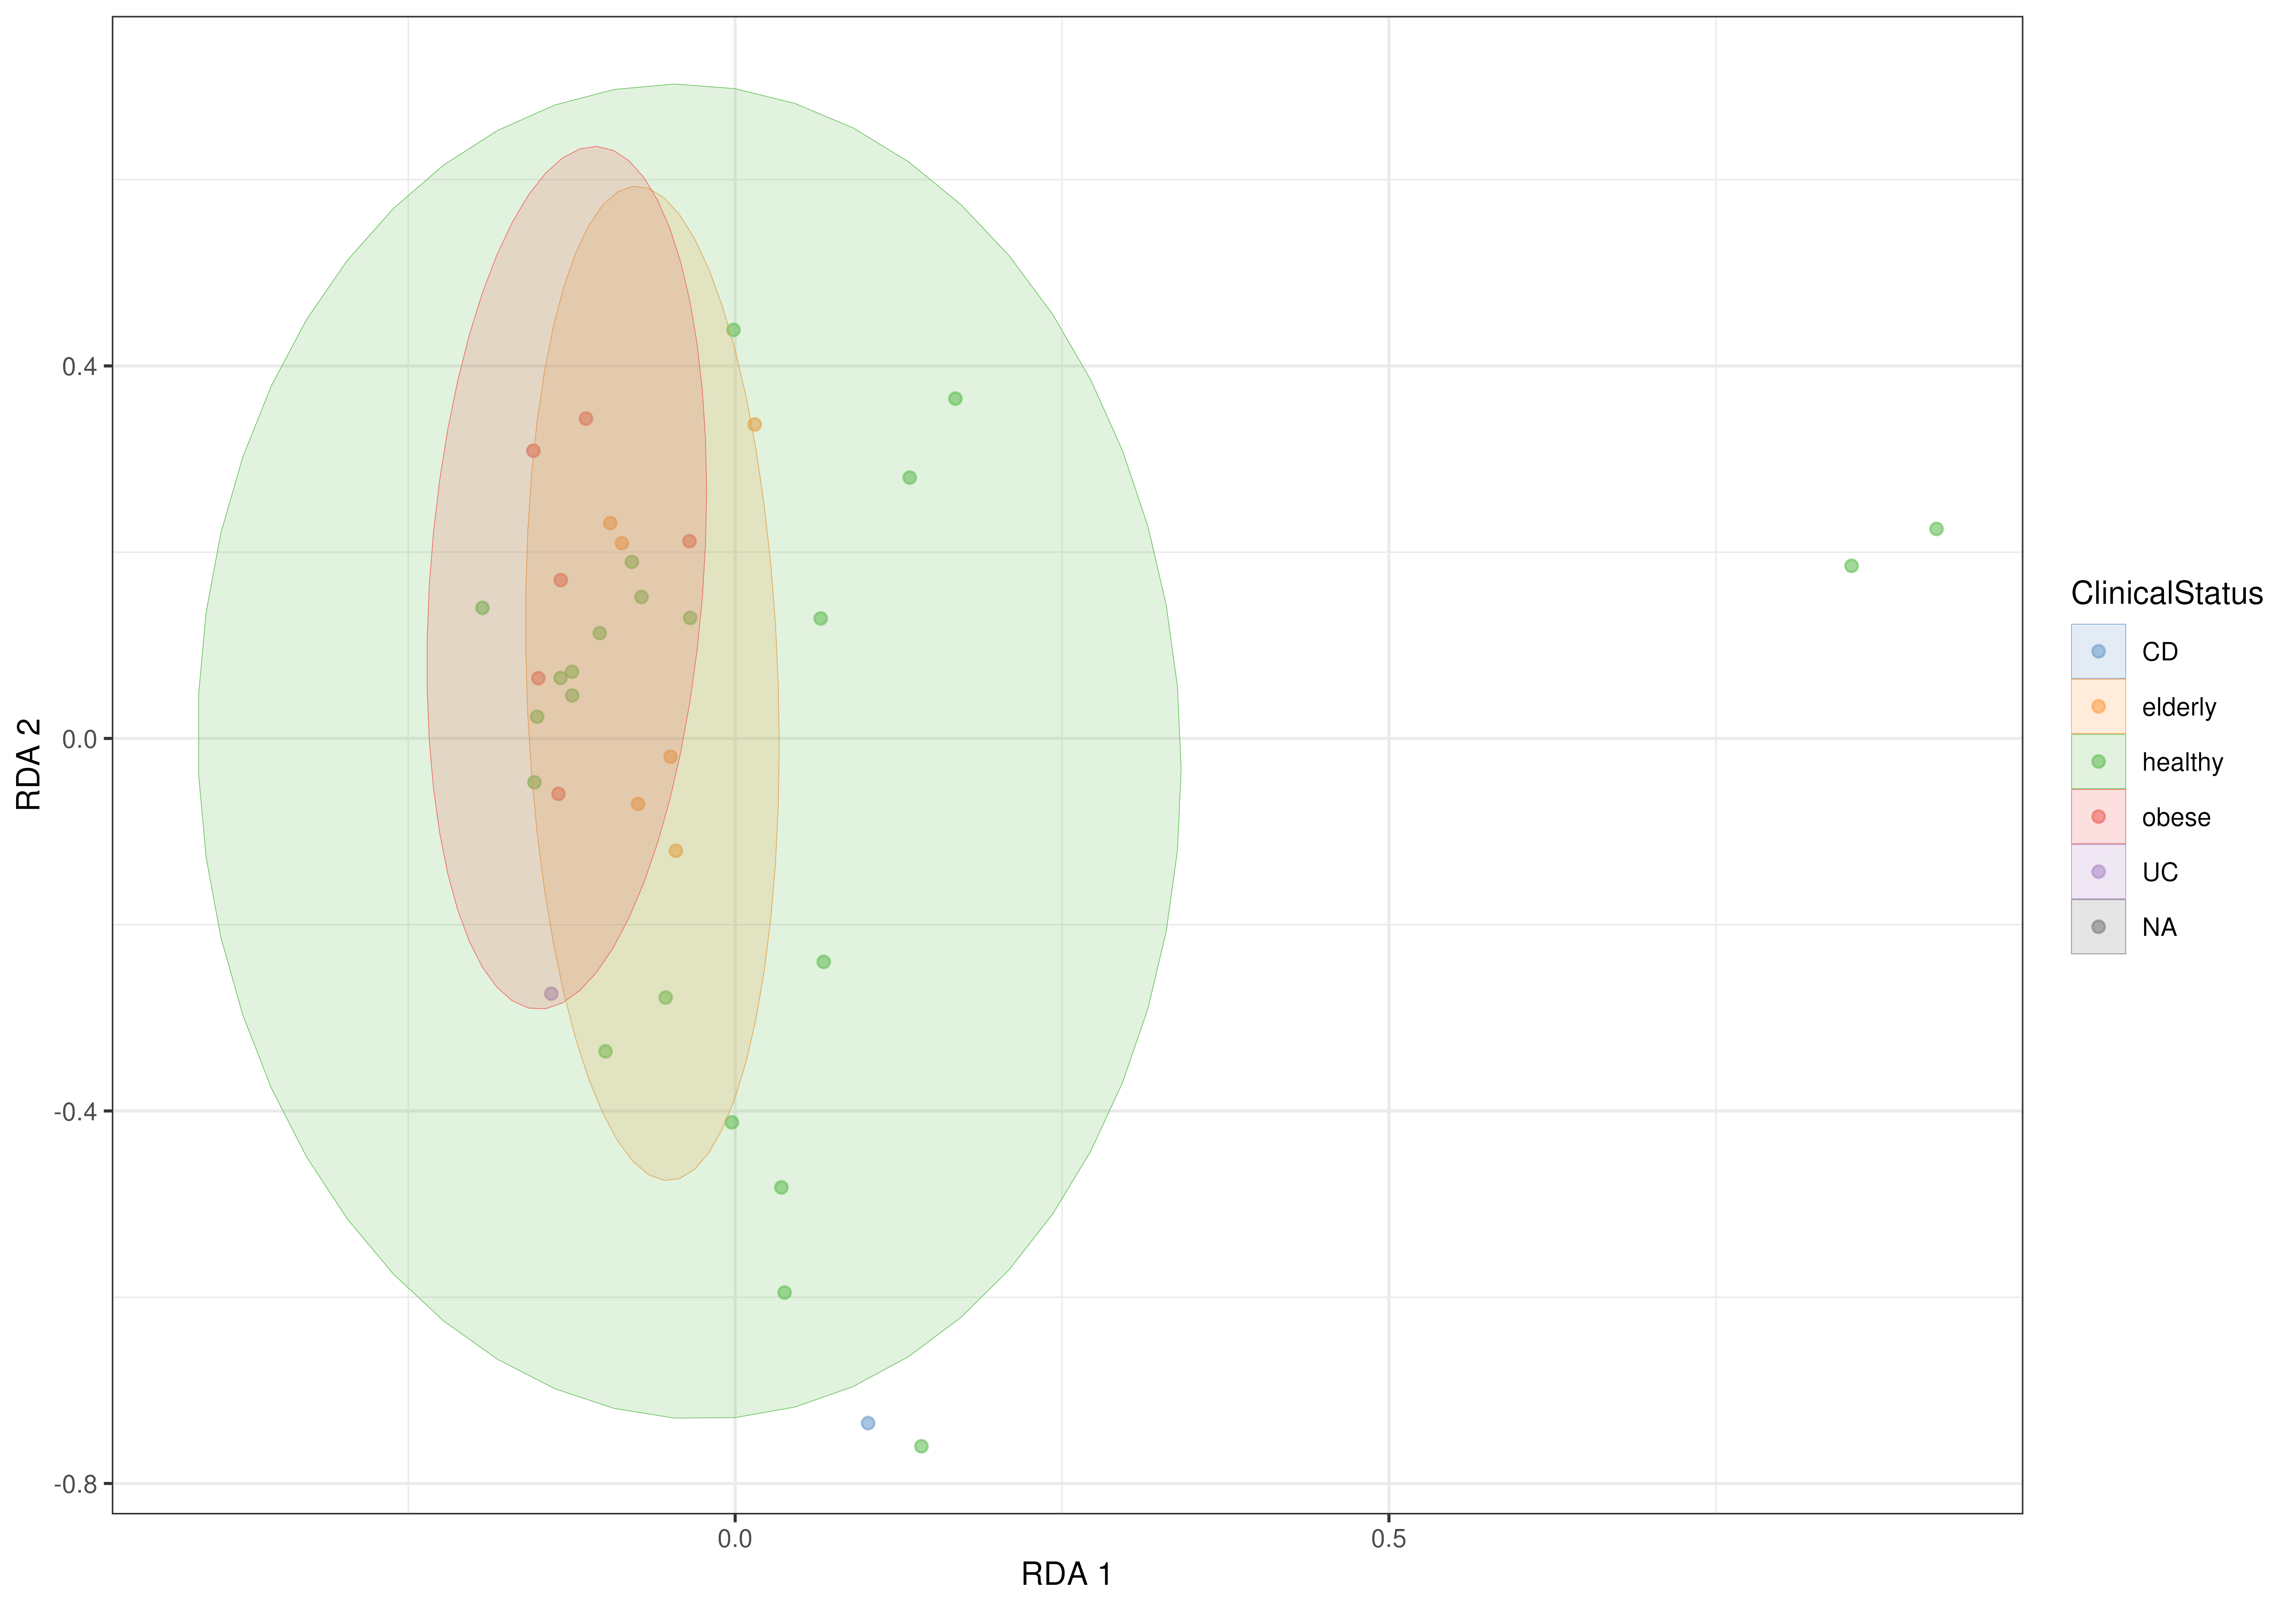 0.4
0.0
-0.4
-0.8
RDA 2
0.0
0.5
RDA 1
ClinicalStatus
CD
elderly
healthy
obese
UC
NA